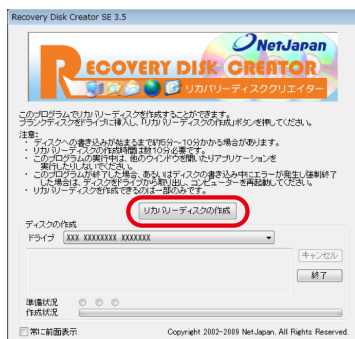 Recovery Disk Creator SE 3.5
NetJapan
RECOVERY DISK CREATOR
リカバリーディスククリエイター
このプログラムでリカバリーディスクを作成することができます。
ブランクディスクをドライブに挿入し、「リカバリーディスクの作成」ボタンを押してください。
注意:
・ ディスクへの書き込みが始まるまで約5分～10分かかる場合があります。
・ リカバリーディスクの作成時間は数10分必要です。
・ このプログラムの実行中は、他のウインドウを開いたりアプリケーションを
実行したりしないでください。
・ このプログラムが終了した場合、あるいはディスクの書き込み中にエラーが発生し強制終了
した場合は、ディスクをドライブから取り出し、コンピューターを再起動してください。
・ リカバリーディスクを作成できるのは一部のみです。
リカバリーディスクの作成
ディスクの作成
ドライブ XXX XXXXXXXX XXXXXXX
キャンセル
終了
準備状況
作成状況
常に前面表示 Copyright 2002-2009 NetJapan. All Rights Reserved.